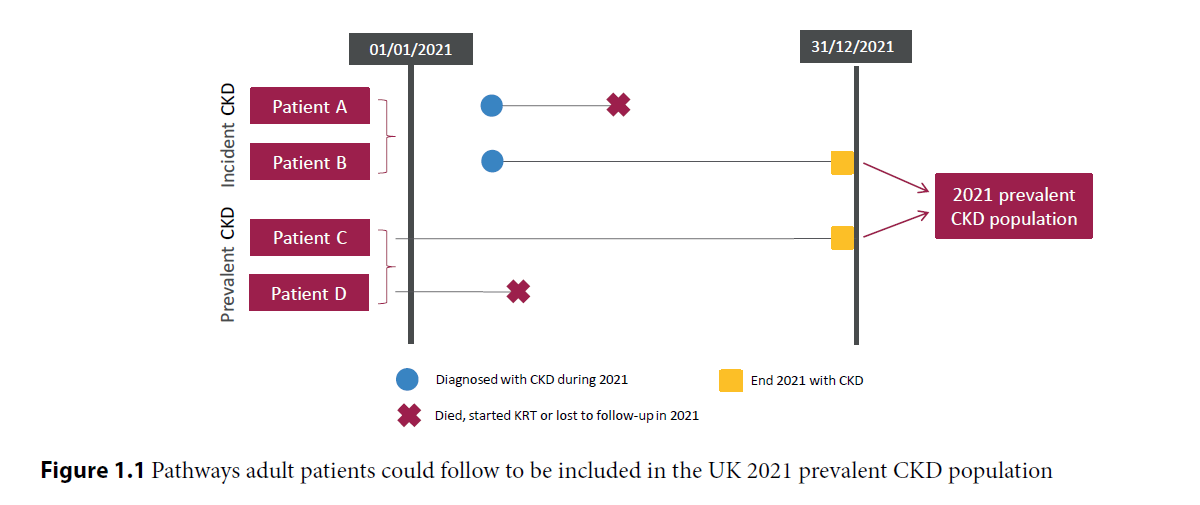 01/01/2021
31/12/2021
Incident CKD
Patient A
Patient B
2021 prevalent
CKD population
Prevalent CKD
Patient C
Patient D
Diagnosed with CKD during 2021
End 2021 with CKD
Died, started KRT or lost to follow-up in 2021
Figure 1.1 Pathways adult patients could follow to be included in the UK 2021 prevalent CKD population